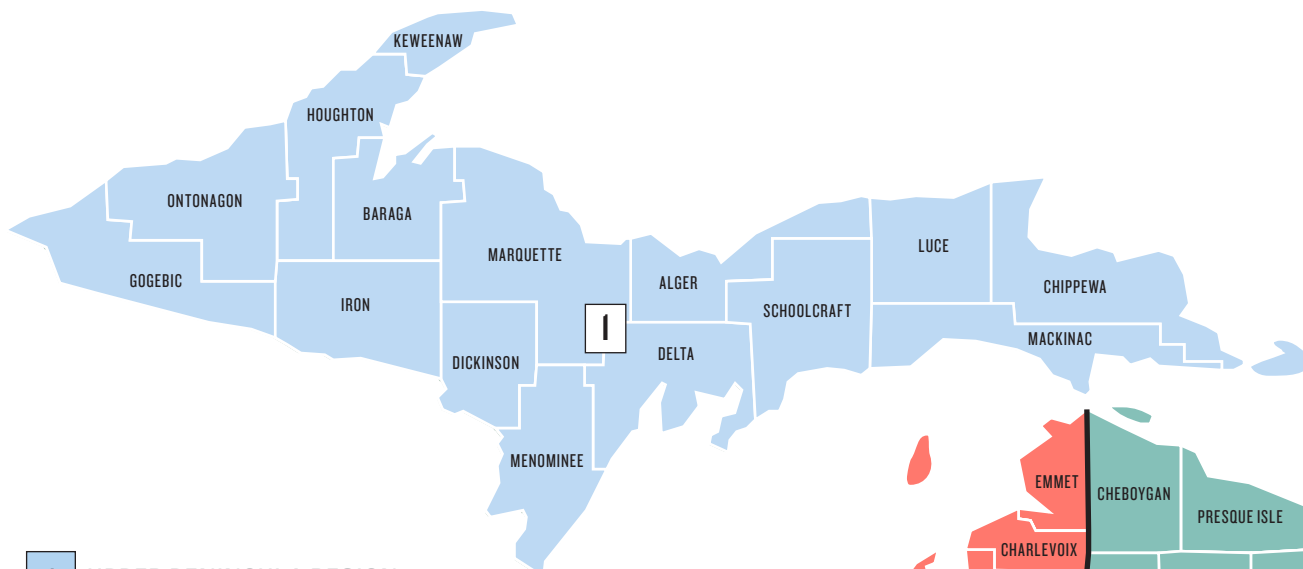 KEWEENAW
HOUGHTON
ONTONAGON
BARAGA
LUCE
MARQUETTE
GOGEBIC
ALGER
CHIPPEWA
IRON
SCHOOLCRAFT
1
MACKINAC
DELTA
DICKINSON
MENOMINEE
EMMET
CHEBOYGAN
PRESQUE ISLE
CHARLEVOIX